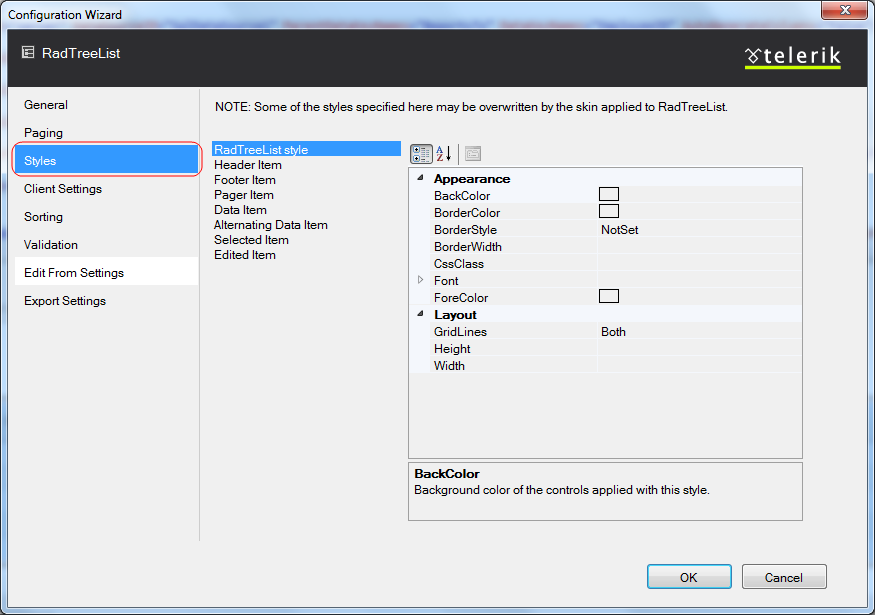 Configuration Wizard
RadTreeList
telerik
General
Paging
Styles
Client Settings
Sorting
Validation
Edit From Settings
Export Settings
NOTE: Some of the styles specified here may be overwritten by the skin applied to RadTreeList.
RadTreeList style
Header Item
Footer Item
Pager Item
Data Item
Alternating Data Item
Selected Item
Edited Item
Appearance
BackColor
BorderColor
BorderStyle NotSet
BorderWidth
CssClass
Font
ForeColor
Layout
GridLines Both
Height
Width
BackColor
Background color of the controls applied with this style.
OK Cancel